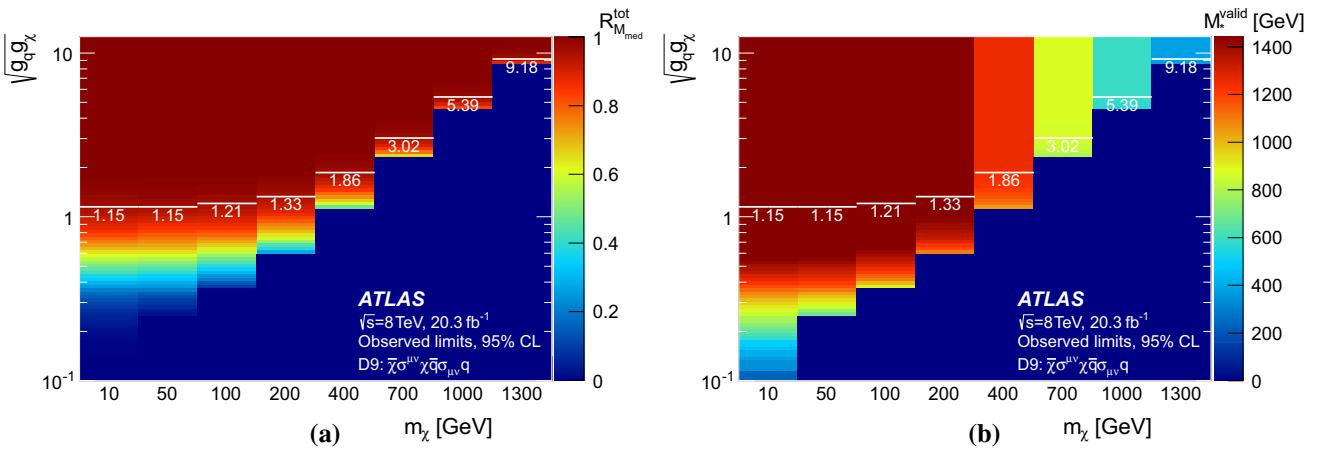 √g_q g_χ
R^tot_M_med
10
1
10⁻¹
1.15
1.15
1.21
1.33
1.86
3.02
5.39
9.18
ATLAS
√s=8 TeV, 20.3 fb⁻¹
Observed limits, 95% CL
D9: χ̄σ^μν χq̄σ_μν q
10 50 100 200 400 700 1000 1300
m_χ [GeV]
1
0.8
0.6
0.4
0.2
0
(a)
√g_q g_χ
M_*^valid [GeV]
10
1
10⁻¹
1.15
1.15
1.21
1.33
1.86
3.02
5.39
9.18
ATLAS
√s=8 TeV, 20.3 fb⁻¹
Observed limits, 95% CL
D9: χ̄σ^μν χq̄σ_μν q
10 50 100 200 400 700 1000 1300
m_χ [GeV]
1400
1200
1000
800
600
400
200
0
(b)